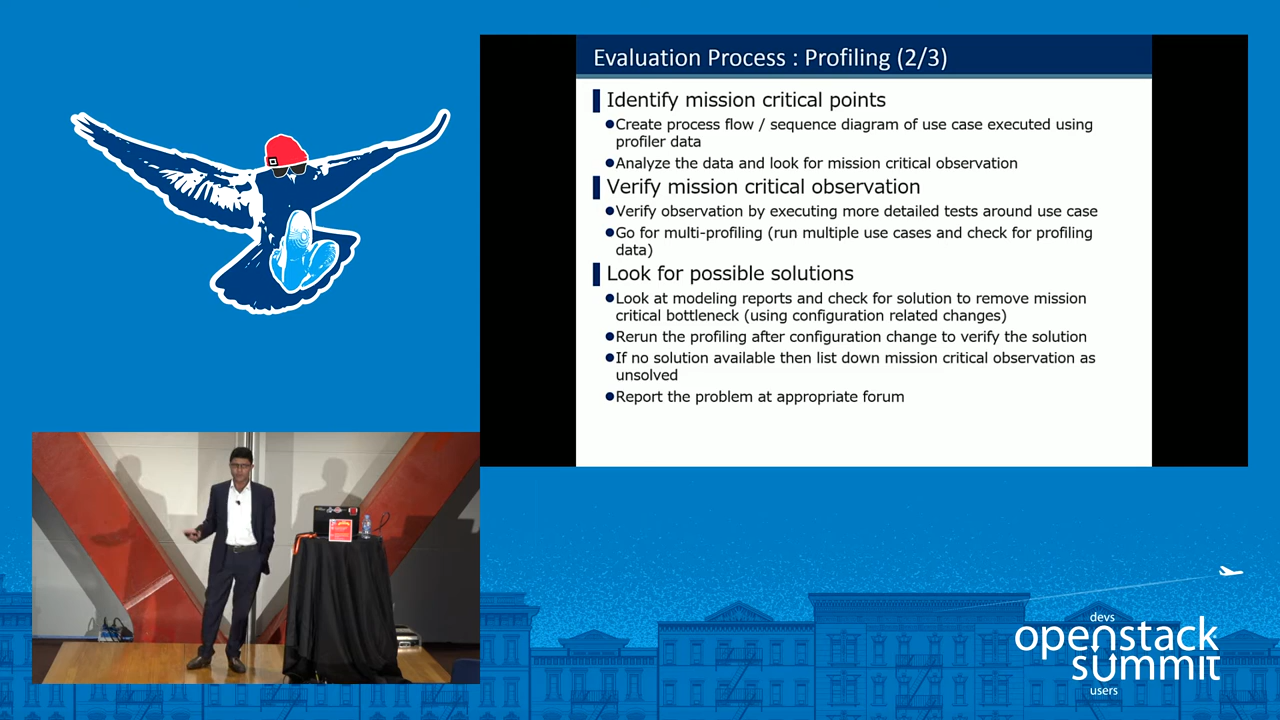 Evaluation Process : Profiling (2/3)
Identify mission critical points
●Create process flow / sequence diagram of use case executed using
profiler data
●Analyze the data and look for mission critical observation
Verify mission critical observation
●Verify observation by executing more detailed tests around use case
●Go for multi-profiling (run multiple use cases and check for profiling
data)
Look for possible solutions
●Look at modeling reports and check for solution to remove mission
critical bottleneck (using configuration related changes)
●Rerun the profiling after configuration change to verify the solution
●If no solution available then list down mission critical observation as
unsolved
●Report the problem at appropriate forum
devs
openstack
summit
users